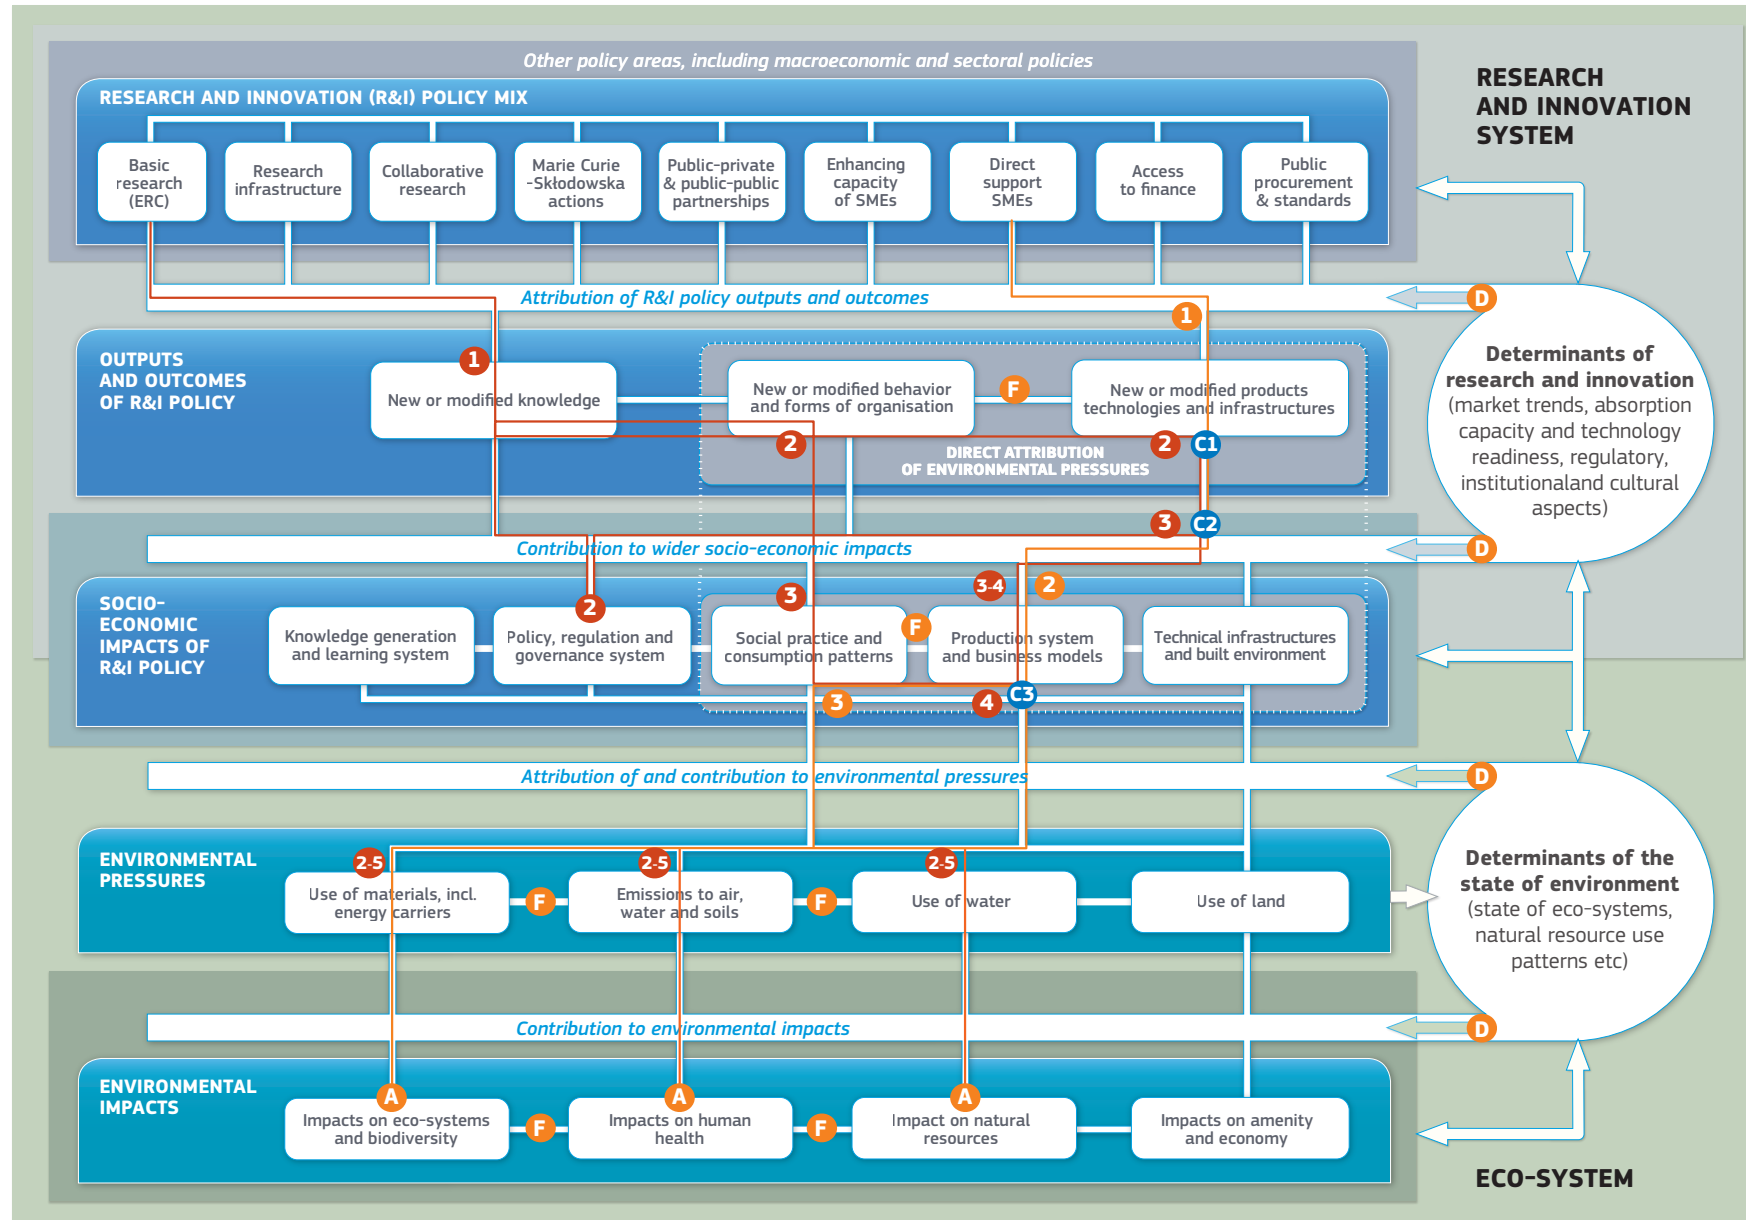 Other policy areas, including macroeconomic and sectoral policies
RESEARCH
AND INNOVATION
SYSTEM
RESEARCH AND INNOVATION (R&I) POLICY MIX
Basic
research
(ERC)
Research
infrastructure
Collaborative
research
Marie Curie
-Skłodowska
actions
Public-private
& public-public
partnerships
Enhancing
capacity
of SMEs
Direct
support
SMEs
Access
to finance
Public
procurement
& standards
Attribution of R&I policy outputs and outcomes
D
1
OUTPUTS
AND OUTCOMES
OF R&I POLICY
1
New or modified knowledge
New or modified behavior
and forms of organisation
F
New or modified products
technologies and infrastructures
2
2
C1
DIRECT ATTRIBUTION
OF ENVIRONMENTAL PRESSURES
Determinants of
research and innovation
(market trends, absorption
capacity and technology
readiness, regulatory,
institutionaland cultural
aspects)
3
C2
Contribution to wider socio-economic impacts
D
SOCIO-
ECONOMIC
IMPACTS OF
R&I POLICY
2
3
3-4
2
Knowledge generation
and learning system
Policy, regulation and
governance system
Social practice and
consumption patterns
F
Production system
and business models
Technical infrastructures
and built environment
3
4
C3
Attribution of and contribution to environmental pressures
D
ENVIRONMENTAL
PRESSURES
2-5
2-5
2-5
Use of materials, incl.
energy carriers
F
Emissions to air,
water and soils
F
Use of water
Use of land
Determinants of the
state of environment
(state of eco-systems,
natural resource use
patterns etc)
Contribution to environmental impacts
D
ENVIRONMENTAL
IMPACTS
A
A
A
Impacts on eco-systems
and biodiversity
F
Impacts on human
health
F
Impact on natural
resources
Impacts on amenity
and economy
ECO-SYSTEM